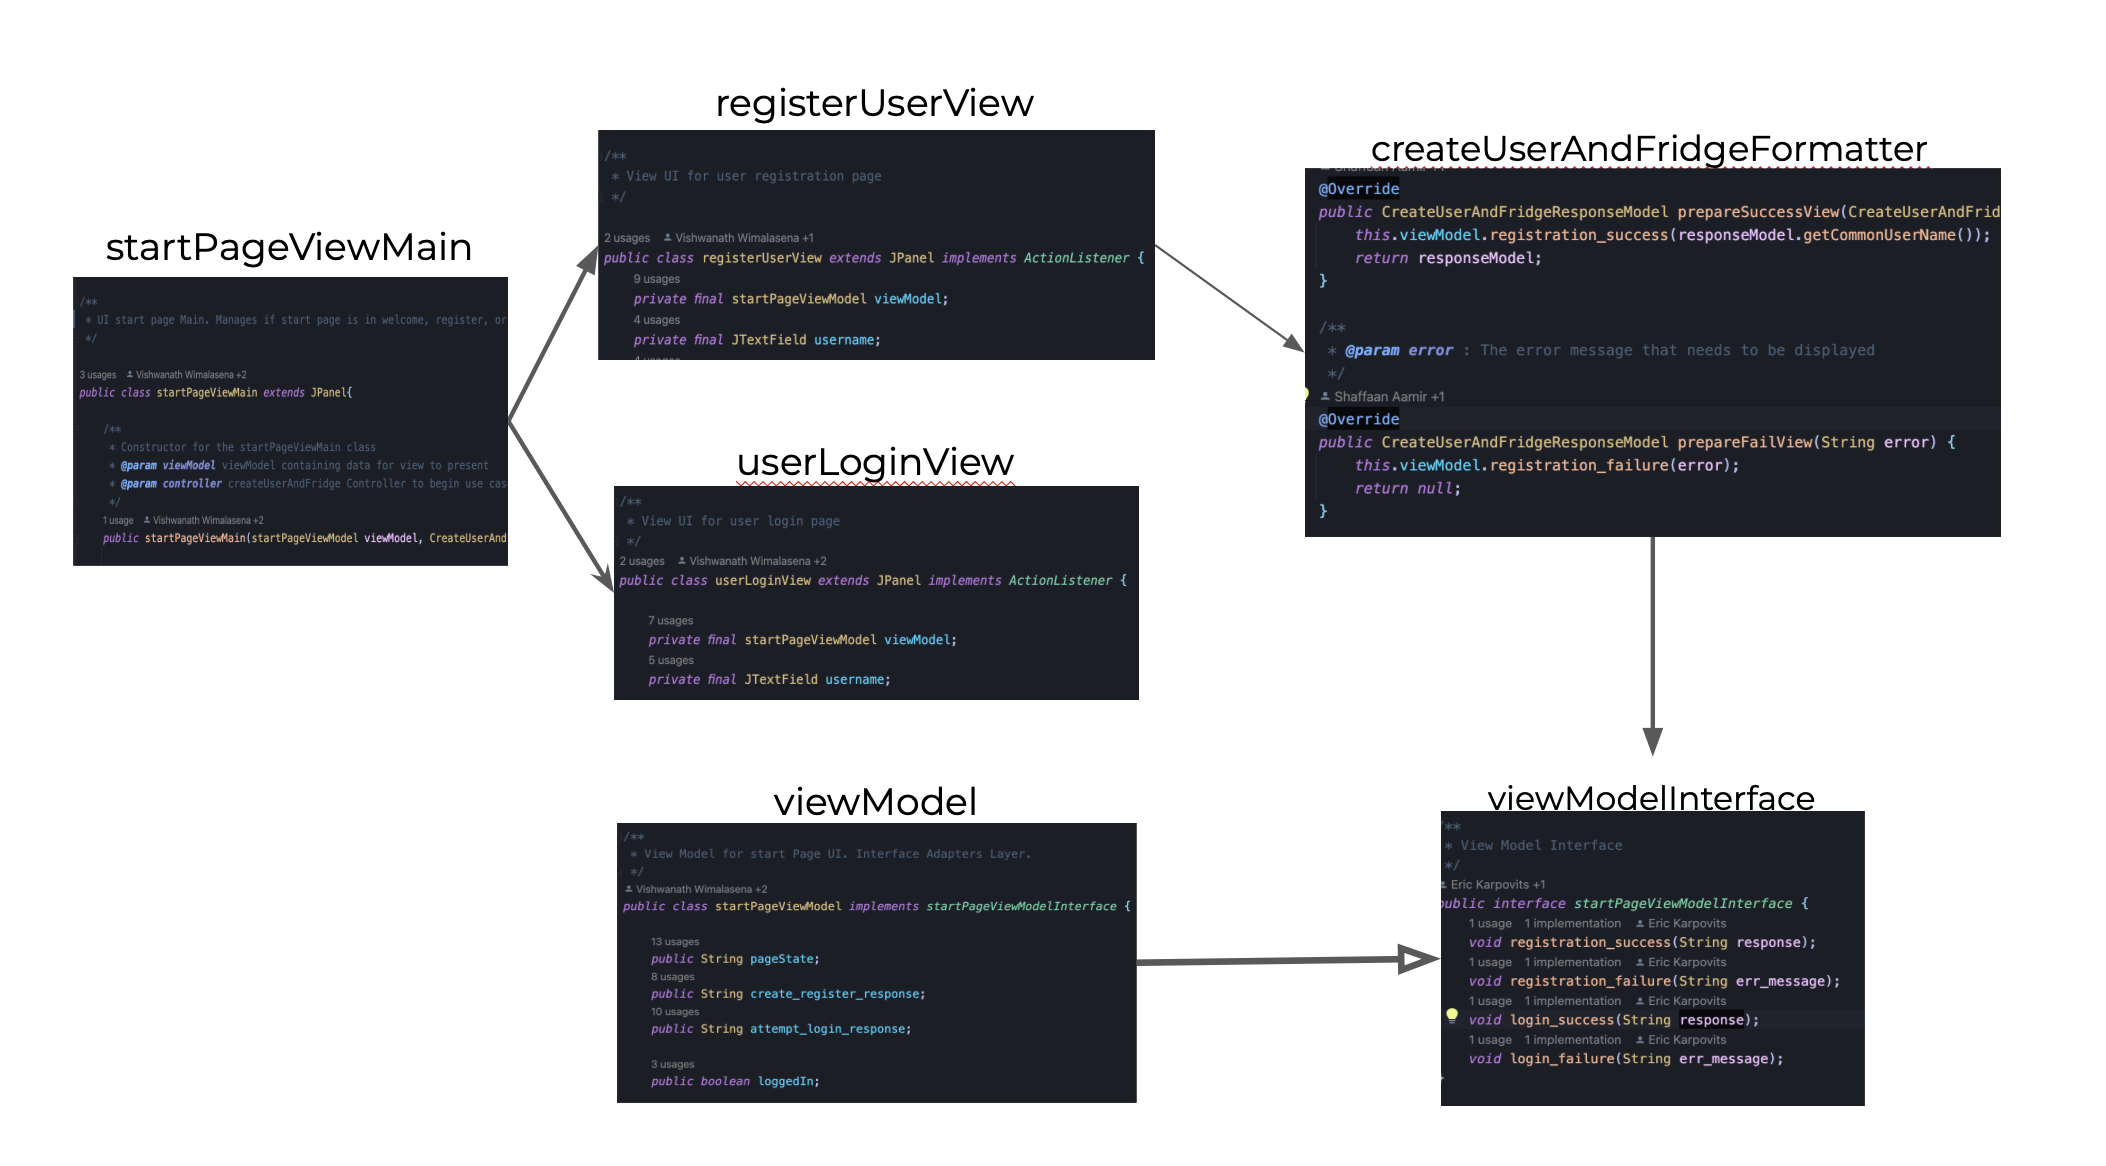 startPageViewMain
/**
* UI start page Main. Manages if start page is in welcome, register, or
*/
3 usages Vishwanath Wimalasena +2
public class startPageViewMain extends JPanel{
/**
* Constructor for the startPageViewMain class
* @param viewModel viewModel containing data for view to present
* @param controller createUserAndFridge Controller to begin use cas
*/
1 usage Vishwanath Wimalasena +2
public startPageViewMain(startPageViewModel viewModel, CreateUserAnd
registerUserView
/**
* View UI for user registration page
*/
2 usages Vishwanath Wimalasena +1
public class registerUserView extends JPanel implements ActionListener {
9 usages
private final startPageViewModel viewModel;
4 usages
private final JTextField username;
4 usages
userLoginView
/**
* View UI for user login page
*/
2 usages Vishwanath Wimalasena +2
public class userLoginView extends JPanel implements ActionListener {
7 usages
private final startPageViewModel viewModel;
5 usages
private final JTextField username;
createUserAndFridgeFormatter
Shaffaan Aamir +1
@Override
public CreateUserAndFridgeResponseModel prepareSuccessView(CreateUserAndFrid
this.viewModel.registration_success(responseModel.getCommonUserName());
return responseModel;
}
/**
* @param error : The error message that needs to be displayed
*/
Shaffaan Aamir +1
@Override
public CreateUserAndFridgeResponseModel prepareFailView(String error) {
this.viewModel.registration_failure(error);
return null;
}
viewModel
/**
* View Model for start Page UI. Interface Adapters Layer.
*/
Vishwanath Wimalasena +2
public class startPageViewModel implements startPageViewModelInterface {
13 usages
public String pageState;
8 usages
public String create_register_response;
10 usages
public String attempt_login_response;
3 usages
public boolean loggedIn;
viewModelInterface
/**
* View Model Interface
*/
Eric Karpovits +1
public interface startPageViewModelInterface {
1 usage 1 implementation Eric Karpovits
void registration_success(String response);
1 usage 1 implementation Eric Karpovits
void registration_failure(String err_message);
1 usage 1 implementation Eric Karpovits
void login_success(String response);
1 usage 1 implementation Eric Karpovits
void login_failure(String err_message);